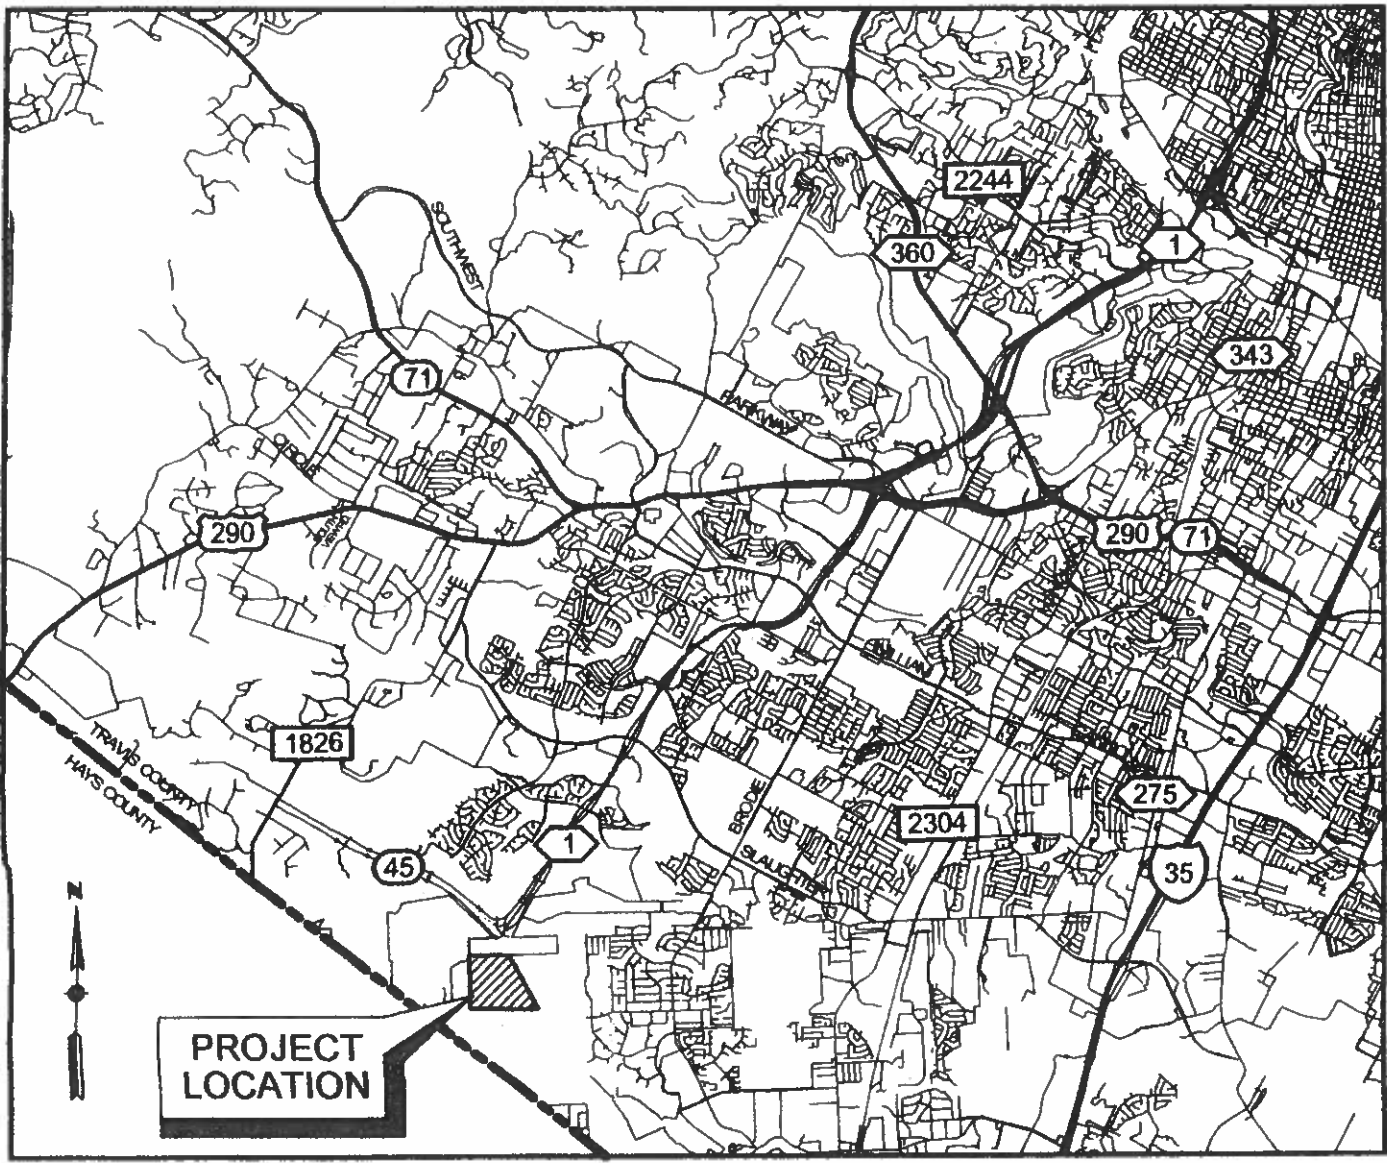 2244
360
1
SOUTHWEST
343
71
PARKWAY
CIRCLE
290
290
71
WILLIAM
TRAVIS COUNTY
HAYS COUNTY
1826
BRODIE
275
2304
SLAUGHTER
1
45
35
N
PROJECT
LOCATION